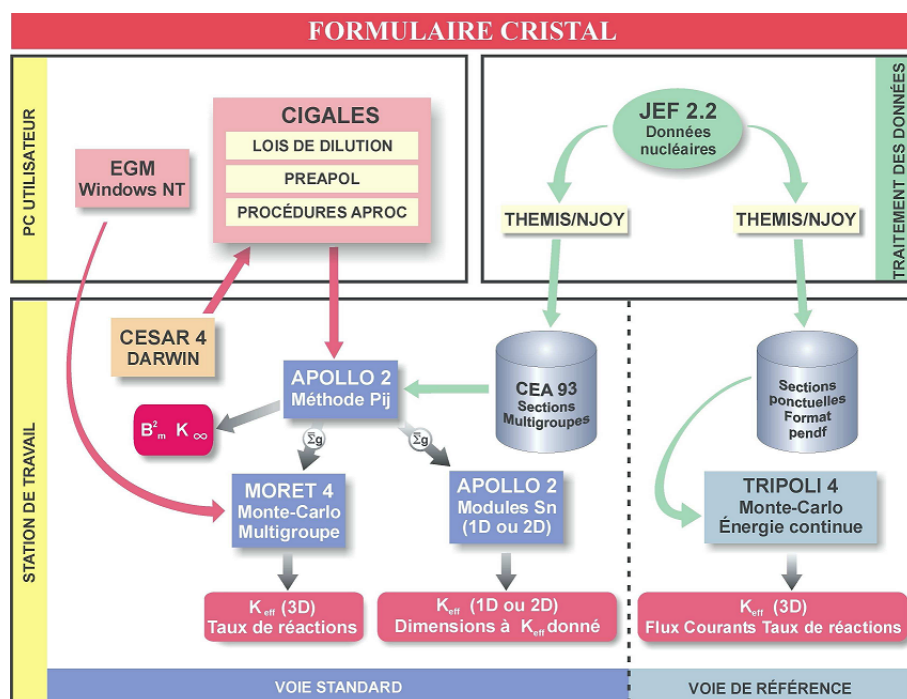 FORMULAIRE CRISTAL
PC UTILISATEUR
EGM
Windows NT
CIGALES
LOIS DE DILUTION
PREAPOL
PROCÉDURES APROC
JEF 2.2
Données
nucléaires
THEMIS/NJOY
THEMIS/NJOY
TRAITEMENT DES DONNÉES
STATION DE TRAVAIL
CESAR 4
DARWIN
APOLLO 2
Méthode Pij
CEA 93
Sections
Multigroupes
Sections
ponctuelles
Format
pendf
B²m K∞
Σg
Σg
MORET 4
Monte-Carlo
Multigroupe
APOLLO 2
Modules Sn
(1D ou 2D)
TRIPOLI 4
Monte-Carlo
Énergie continue
Keff (3D)
Taux de réactions
Keff (1D ou 2D)
Dimensions à Keff donné
Keff (3D)
Flux Courants Taux de réactions
VOIE STANDARD
VOIE DE RÉFÉRENCE